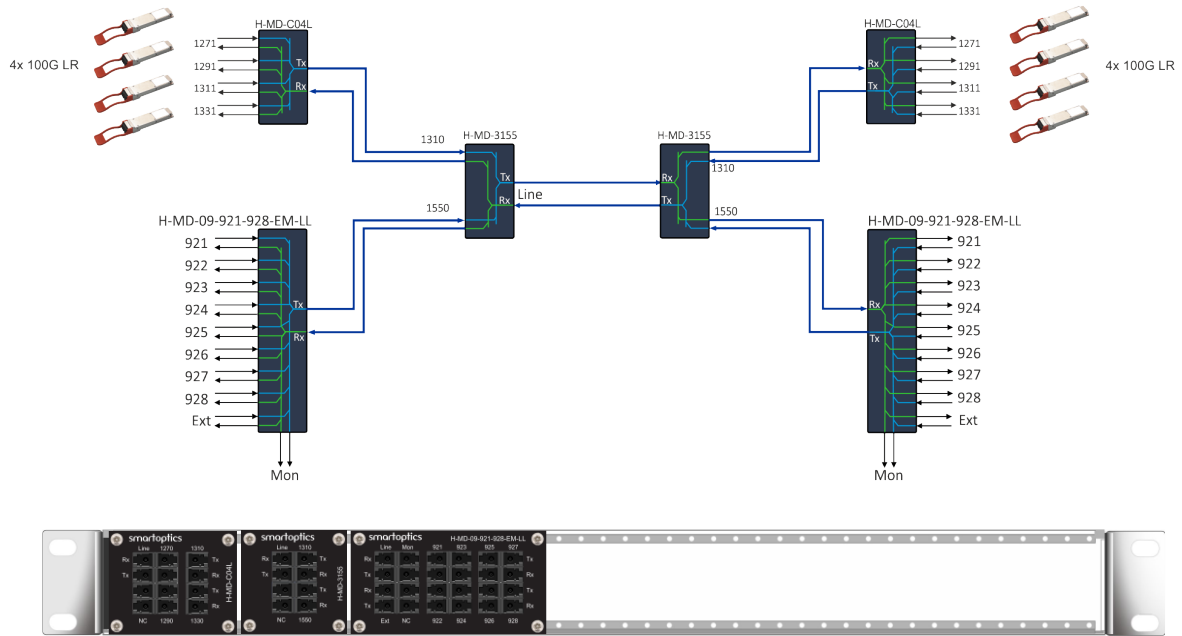 H-MD-C04L
H-MD-C04L
4x 100G LR
1271
1291
1311
1331
Tx
Rx
Rx
Tx
1271
1291
1311
1331
4x 100G LR
1310
H-MD-3155
Tx
Rx
Line
H-MD-3155
Rx
Tx
1310
1550
1550
H-MD-09-921-928-EM-LL
921
922
923
924
925
926
927
928
Ext
Tx
Rx
Mon
H-MD-09-921-928-EM-LL
Rx
Tx
921
922
923
924
925
926
927
928
Ext
Mon
smartoptics
Line 1270 1310
Rx Tx
Tx Rx
Tx
Rx
NC 1290 1330
H-MD-C04L
smartoptics
Line 1310
Rx Tx
Tx Rx
Tx
Rx
NC 1550
H-MD-3155
smartoptics H-MD-09-921-928-EM-LL
Line Mon 921 923 925 927
Rx Tx
Tx Rx
Rx Tx
Tx Rx
Ext NC 922 924 926 928